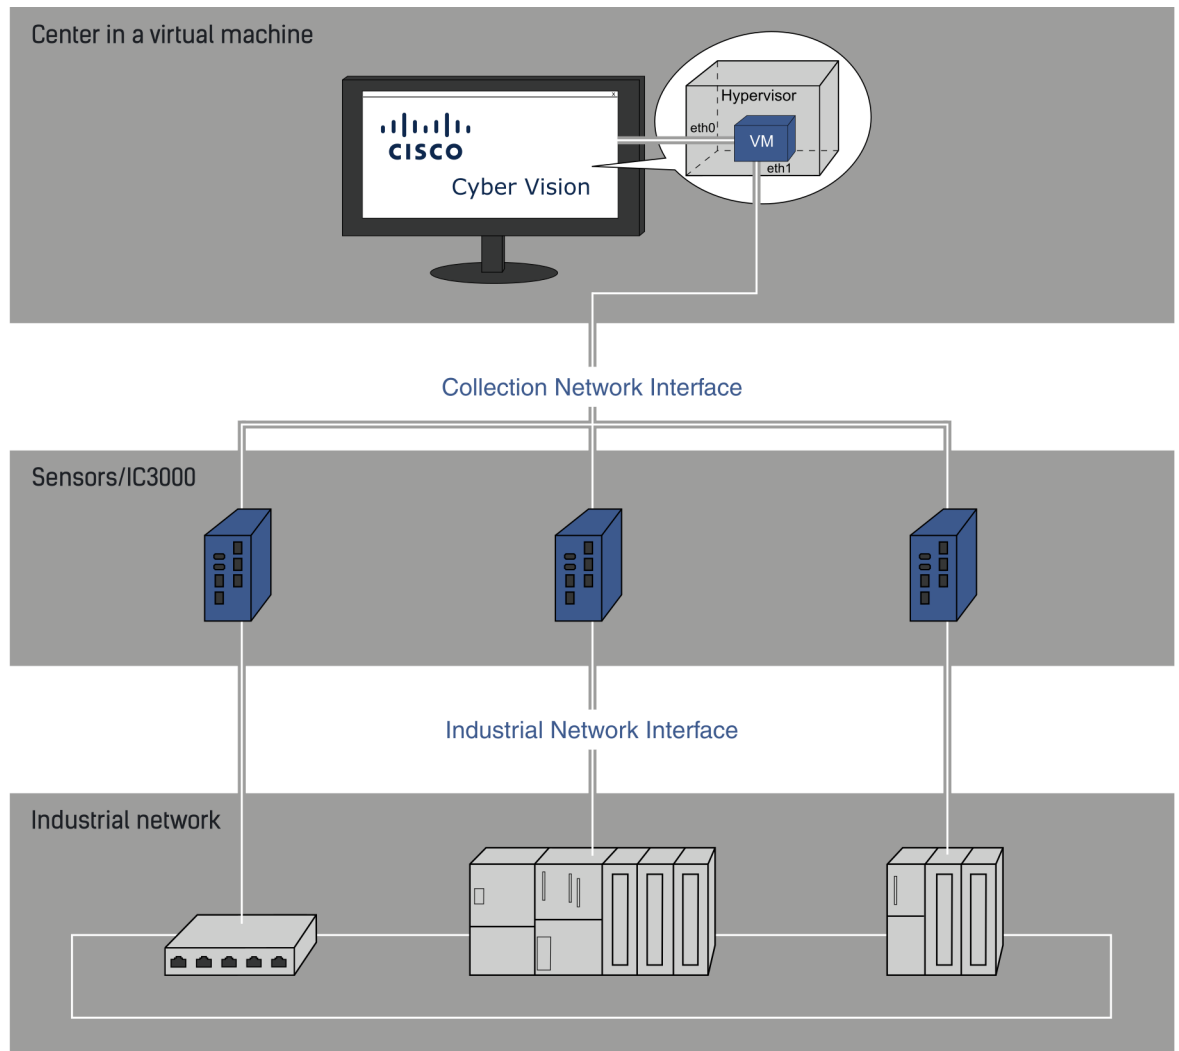 Center in a virtual machine
x
Hypervisor
eth0
VM
eth1
CISCO
Cyber Vision
Collection Network Interface
Sensors/IC3000
Industrial Network Interface
Industrial network